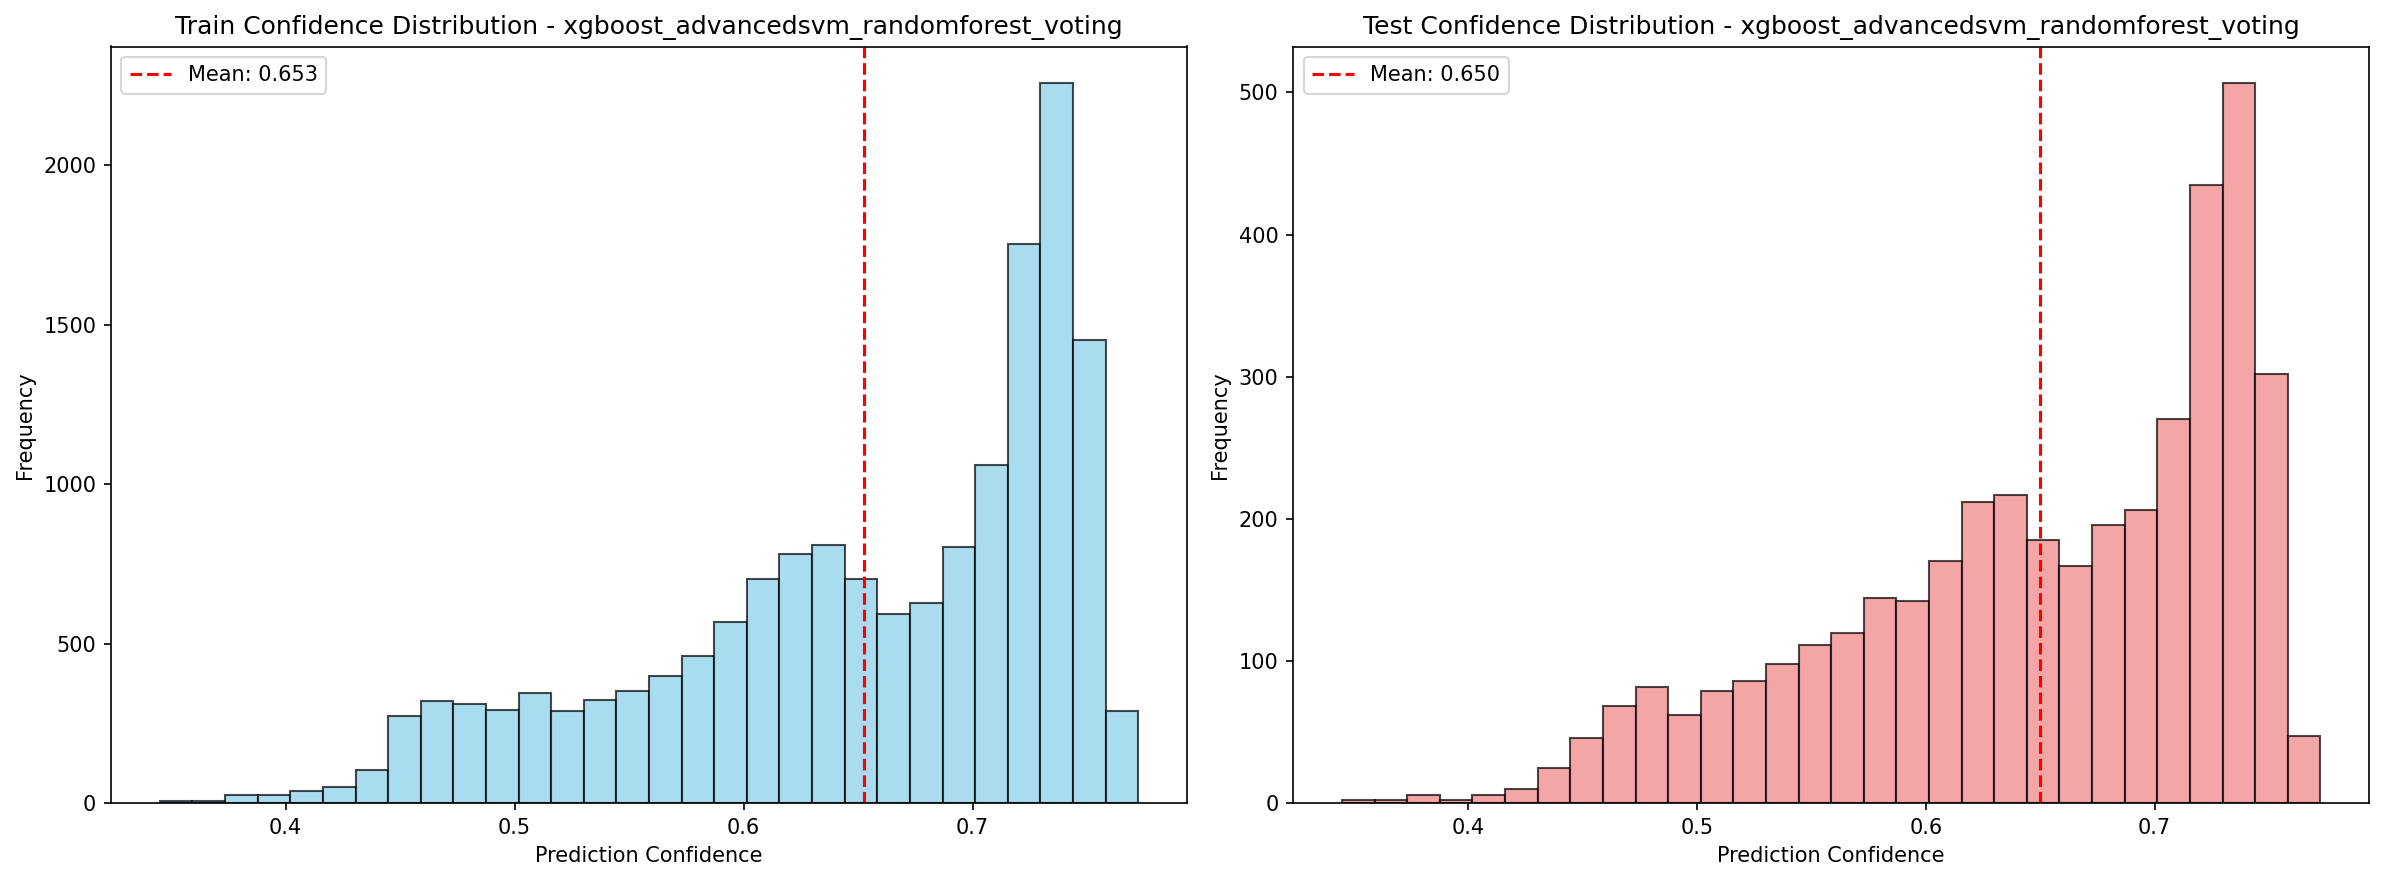 Train Confidence Distribution - xgboost_advancedsvm_randomforest_voting
Mean: 0.653
Frequency
2000
1500
1000
500
0
0.4 0.5 0.6 0.7
Prediction Confidence
Test Confidence Distribution - xgboost_advancedsvm_randomforest_voting
Mean: 0.650
Frequency
500
400
300
200
100
0
0.4 0.5 0.6 0.7
Prediction Confidence